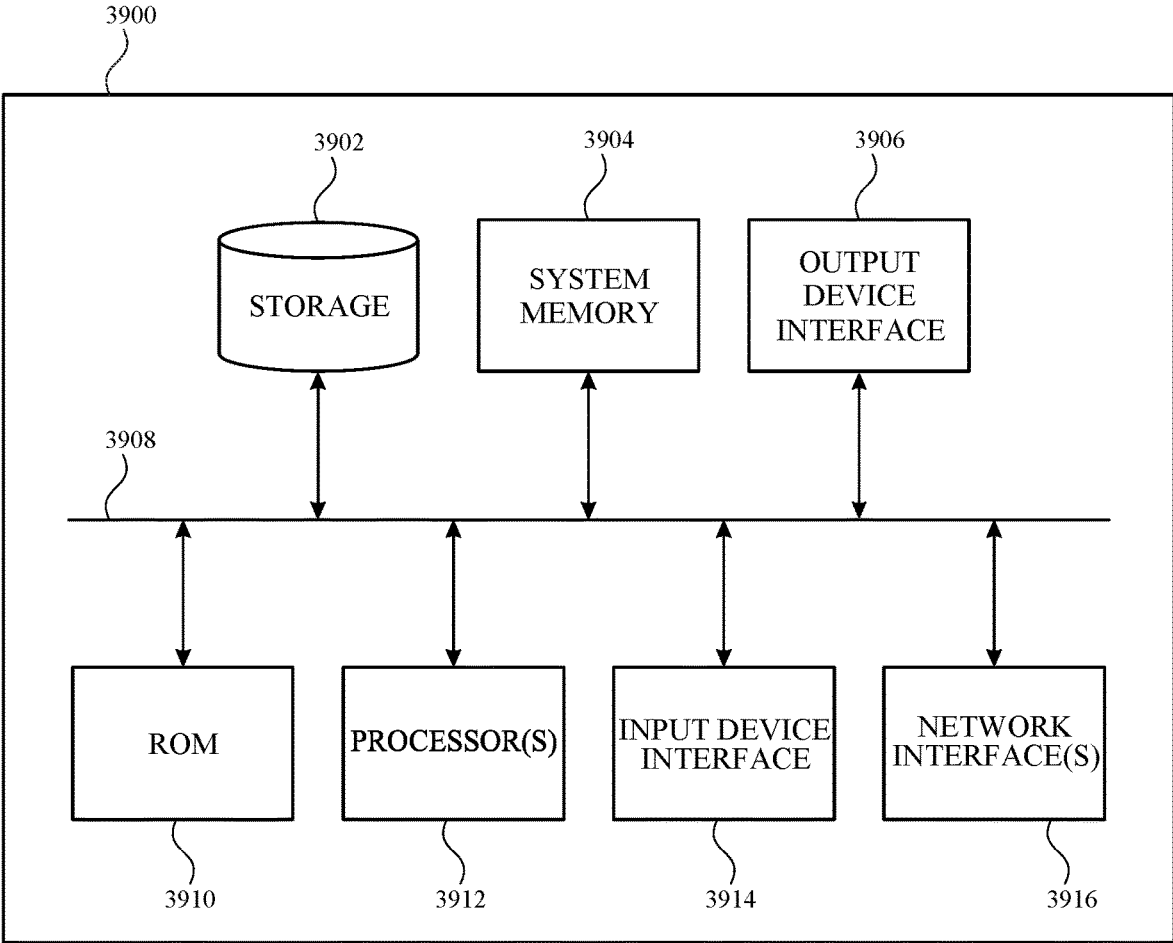 3900
3902
3904
3906
STORAGE
SYSTEM
MEMORY
OUTPUT
DEVICE
INTERFACE
3908
ROM
PROCESSOR(S)
INPUT DEVICE
INTERFACE
NETWORK
INTERFACE(S)
3910
3912
3914
3916